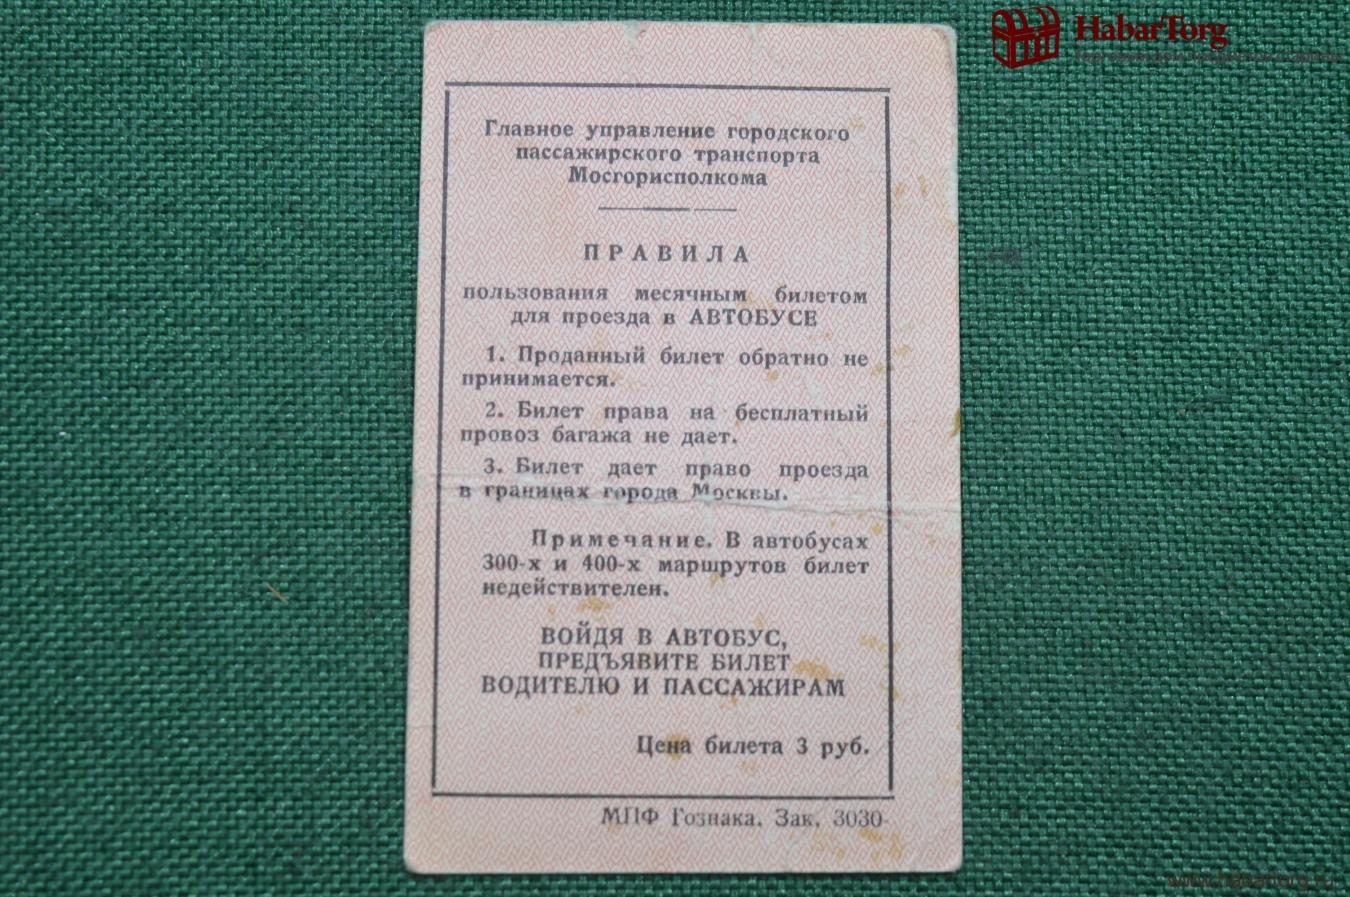 HabarTorg
Главное управление городского
пассажирского транспорта
Мосгорисполкома
ПРАВИЛА
пользования месячным билетом
для проезда в АВТОБУСЕ
1. Проданный билет обратно не
принимается.
2. Билет права на бесплатный
провоз багажа не дает.
3. Билет дает право проезда
в границах города Москвы.
Примечание. В автобусах
300-х и 400-х маршрутов билет
недействителен.
ВОЙДЯ В АВТОБУС,
ПРЕДЪЯВИТЕ БИЛЕТ
ВОДИТЕЛЮ И ПАССАЖИРАМ
Цена билета 3 руб.
МПФ Гознака. Зак. 3030-
www.habartorg.ru